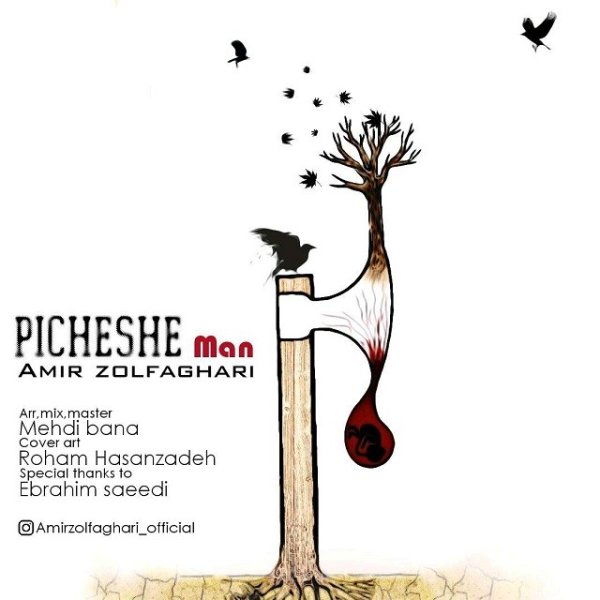 PICHESHE Man
AMIR ZOLFAGHARI
Arr,mix,master
Mehdi bana
Cover art
Roham Hasanzadeh
Special thanks to
Ebrahim saeedi
Amirzolfaghari_official